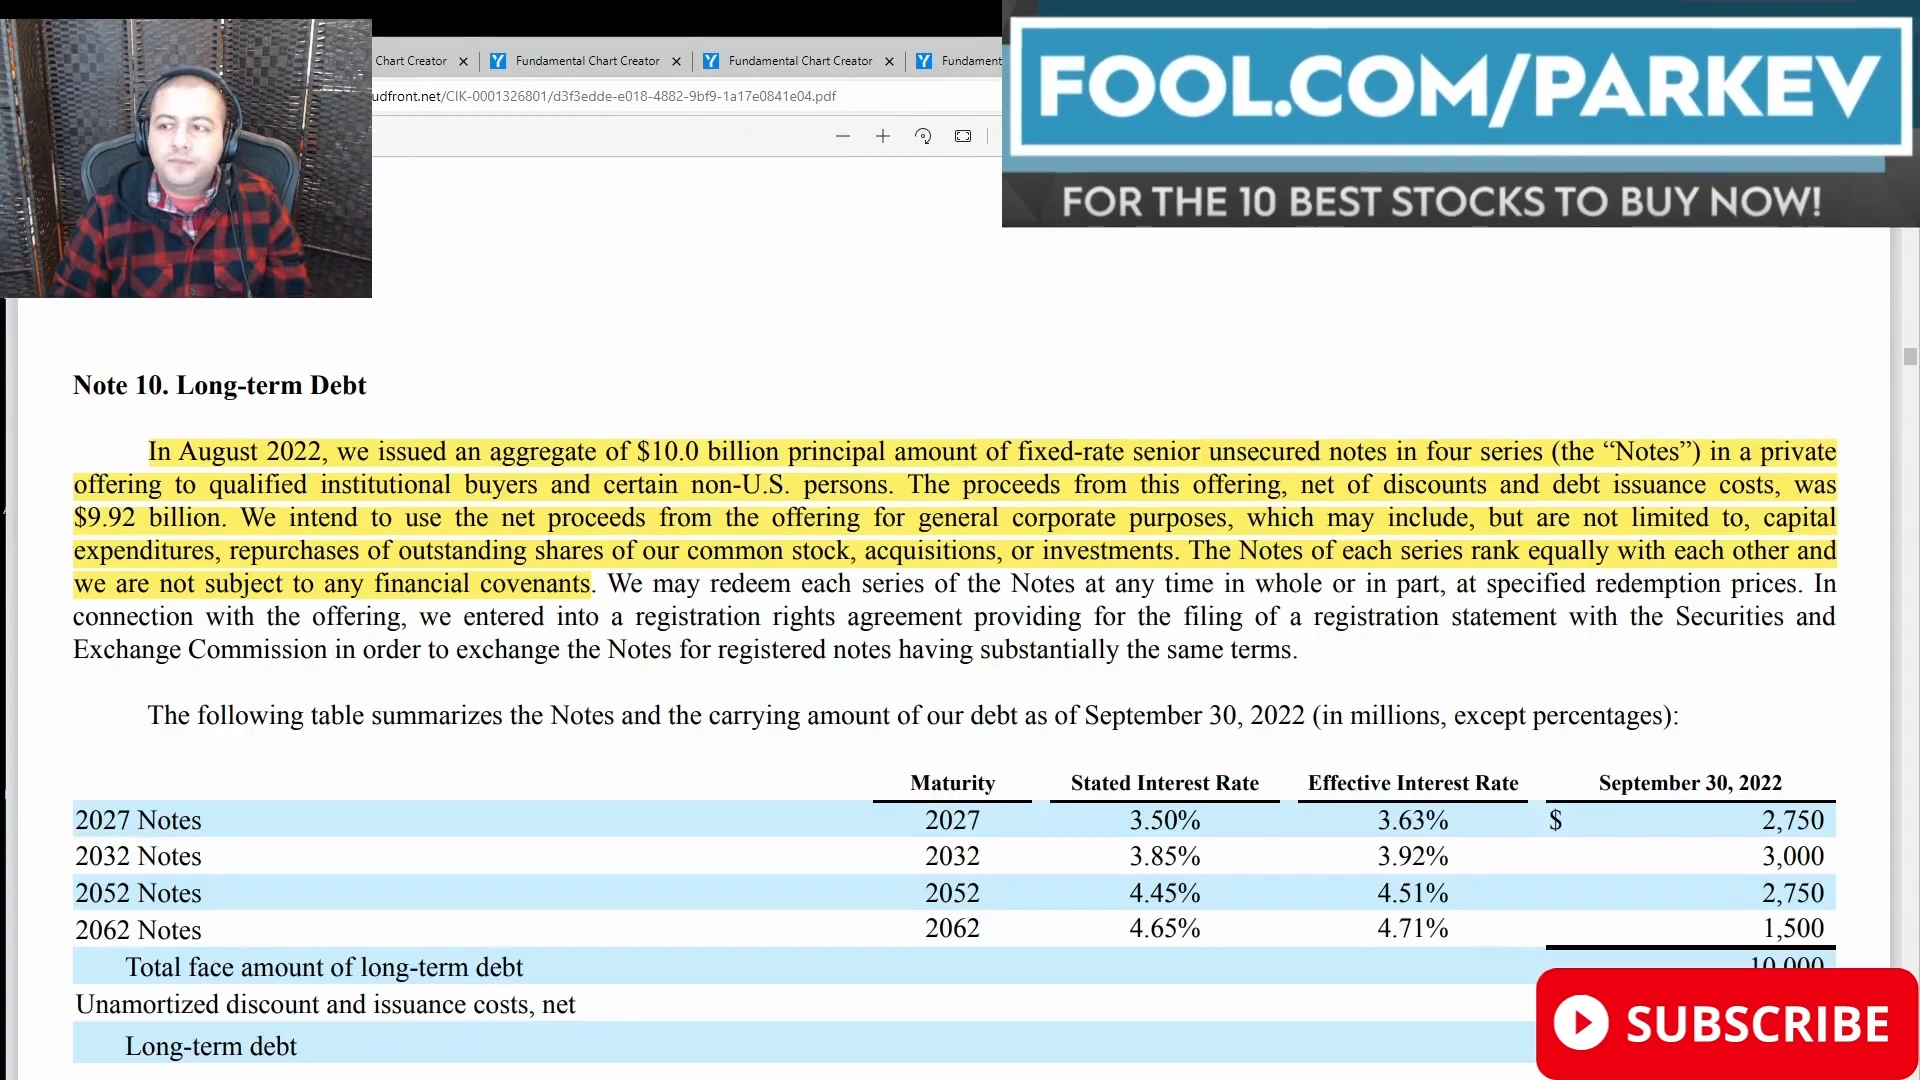 Chart Creator
Fundamental Chart Creator
Fundamental Chart Creator
Fundament
udfront.net/CIK-0001326801/d3f3edde-e018-4882-9bf9-1a17e0841e04.pdf
FOOL.COM/PARKEV
FOR THE 10 BEST STOCKS TO BUY NOW!
Note 10. Long-term Debt
In August 2022, we issued an aggregate of $10.0 billion principal amount of fixed-rate senior unsecured notes in four series (the “Notes”) in a private
offering to qualified institutional buyers and certain non-U.S. persons. The proceeds from this offering, net of discounts and debt issuance costs, was
$9.92 billion. We intend to use the net proceeds from the offering for general corporate purposes, which may include, but are not limited to, capital
expenditures, repurchases of outstanding shares of our common stock, acquisitions, or investments. The Notes of each series rank equally with each other and
we are not subject to any financial covenants. We may redeem each series of the Notes at any time in whole or in part, at specified redemption prices. In
connection with the offering, we entered into a registration rights agreement providing for the filing of a registration statement with the Securities and
Exchange Commission in order to exchange the Notes for registered notes having substantially the same terms.
The following table summarizes the Notes and the carrying amount of our debt as of September 30, 2022 (in millions, except percentages):
Maturity Stated Interest Rate Effective Interest Rate September 30, 2022
2027 Notes 2027 3.50% 3.63% $ 2,750
2032 Notes 2032 3.85% 3.92% 3,000
2052 Notes 2052 4.45% 4.51% 2,750
2062 Notes 2062 4.65% 4.71% 1,500
Total face amount of long-term debt 10,000
Unamortized discount and issuance costs, net
Long-term debt
SUBSCRIBE